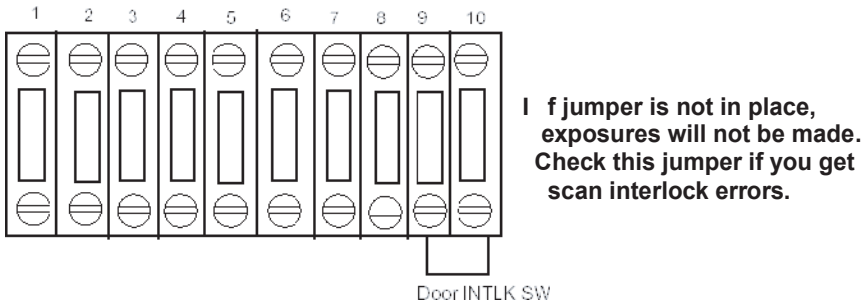 1 2 3 4 5 6 7 8 9 10
I f jumper is not in place,
exposures will not be made.
Check this jumper if you get
scan interlock errors.
Door INTLK SW